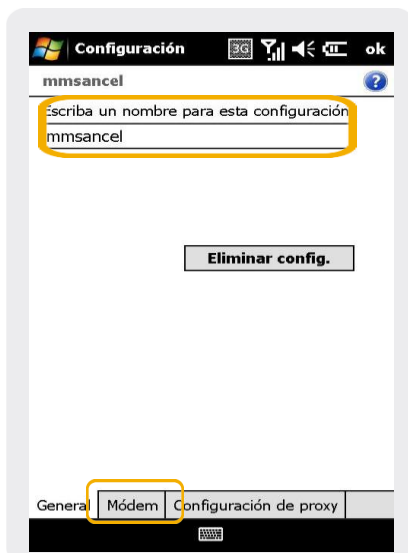 Configuración 3G ok
mmsancel ?
Escriba un nombre para esta configuración
mmsancel
Eliminar config.
General Módem Configuración de proxy